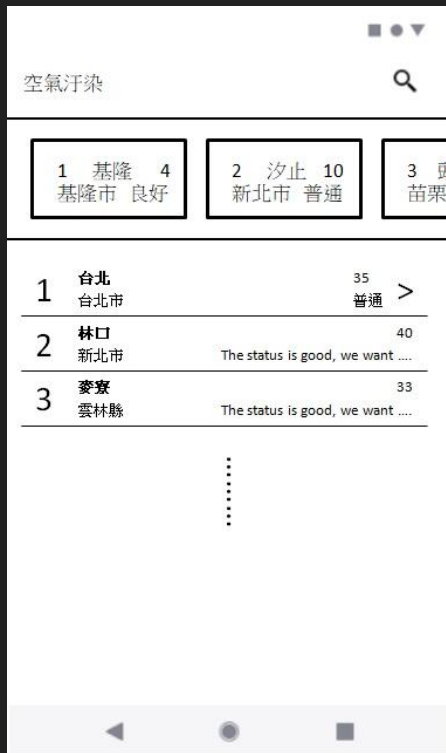 空氣汙染
1 基隆 4
基隆市 良好
2 汐止 10
新北市 普通
3
苗栗
1
台北
台北市
35
普通 >
2
林口
新北市
40
The status is good, we want ....
3
麥寮
雲林縣
33
The status is good, we want ....